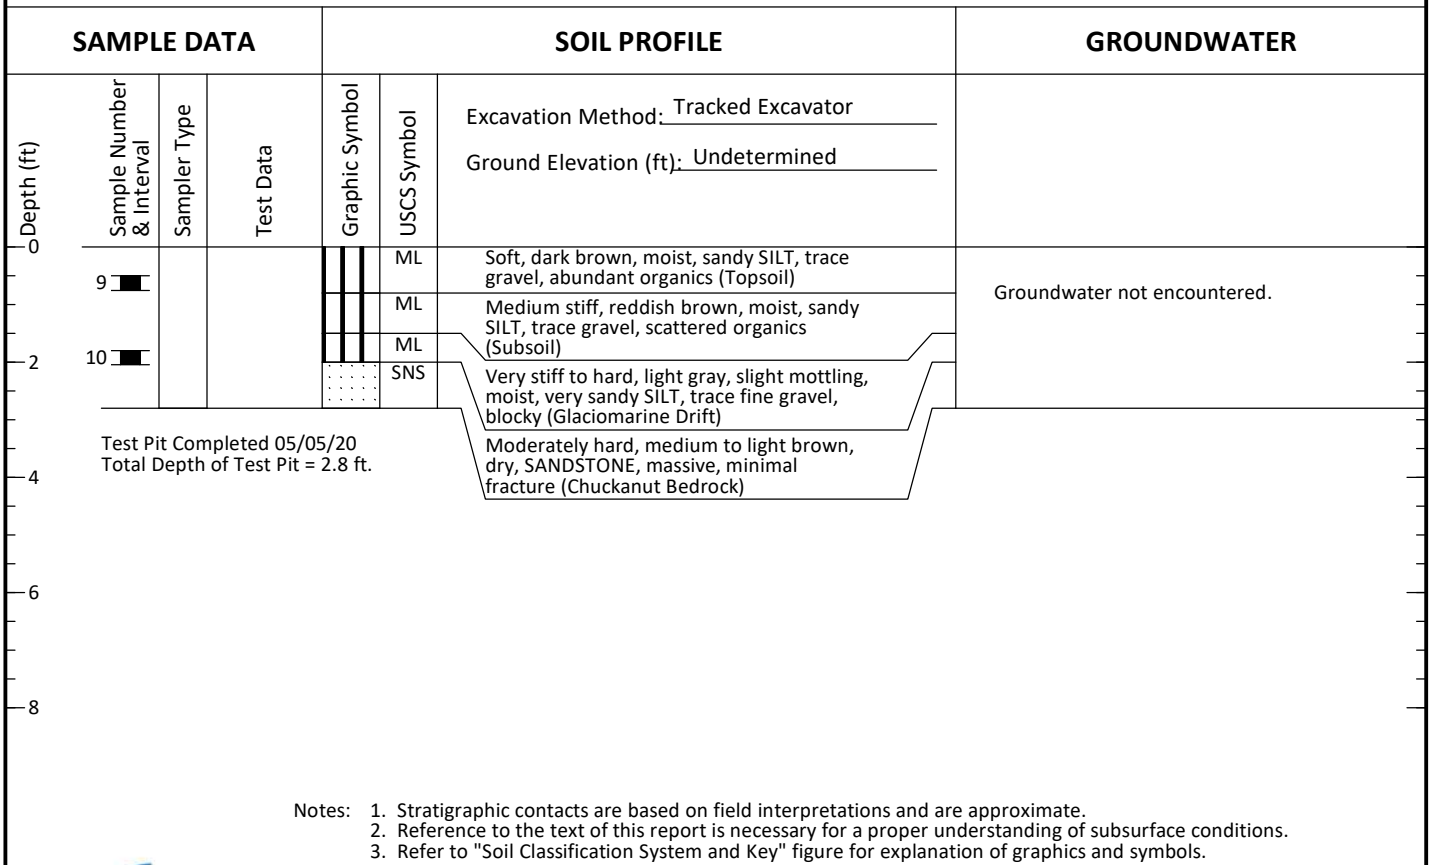 SAMPLE DATA
SOIL PROFILE
GROUNDWATER
Depth (ft)
Sample Number
& Interval
Sampler Type
Test Data
Graphic Symbol
USCS Symbol
Excavation Method: Tracked Excavator
Ground Elevation (ft): Undetermined
0
2
4
6
8
9
10
ML
Soft, dark brown, moist, sandy SILT, trace
gravel, abundant organics (Topsoil)
ML
Medium stiff, reddish brown, moist, sandy
SILT, trace gravel, scattered organics
(Subsoil)
ML
Very stiff to hard, light gray, slight mottling,
moist, very sandy SILT, trace fine gravel,
blocky (Glaciomarine Drift)
SNS
Moderately hard, medium to light brown,
dry, SANDSTONE, massive, minimal
fracture (Chuckanut Bedrock)
Groundwater not encountered.
Test Pit Completed 05/05/20
Total Depth of Test Pit = 2.8 ft.
Notes: 1. Stratigraphic contacts are based on field interpretations and are approximate.
2. Reference to the text of this report is necessary for a proper understanding of subsurface conditions.
3. Refer to "Soil Classification System and Key" figure for explanation of graphics and symbols.